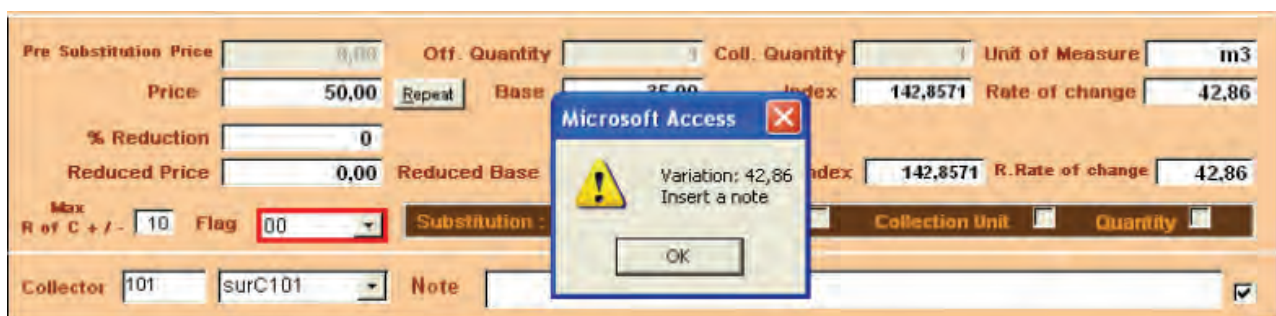 Pre Substitution Price 0,00 Off. Quantity Coll. Quantity Unit of Measure m3
Price 50,00 Repeat Base 35,00 Index 142,8571 Rate of change 42,86
Microsoft Access
% Reduction 0
Variation: 42,86
Insert a note
Reduced Price 0,00 Reduced Base 142,8571 R.Rate of change 42,86
Max
R of C + / - 10 Flag 00 Substitution : Collection Unit Quantity
OK
Collector 101 surC101 Note